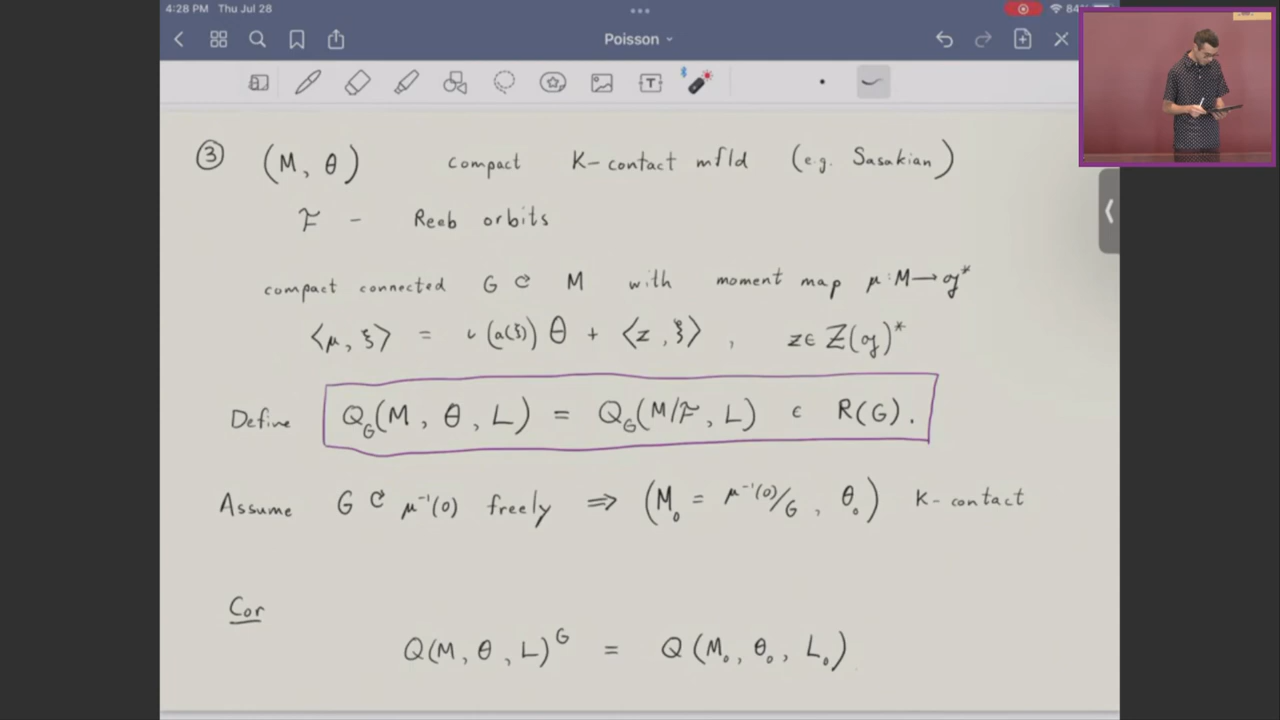 4:28 PM Thu Jul 28
84%
Poisson
③ (M, θ) compact K-contact mfld (e.g. Sasakian)
ℱ - Reeb orbits
compact connected G ↻ M with moment map μ: M → 𝔤*
⟨μ, ξ⟩ = ι(a(ξ)) θ + ⟨z, ξ⟩, z ∈ Z(𝔤)*
Define Q_G(M, θ, L) = Q_G(M/ℱ, L) ∈ R(G).
Assume G ↻ μ⁻¹(0) freely ⇒ (M₀ = μ⁻¹(0)/G, θ₀) K-contact
Cor
Q(M, θ, L)^G = Q(M₀, θ₀, L₀)